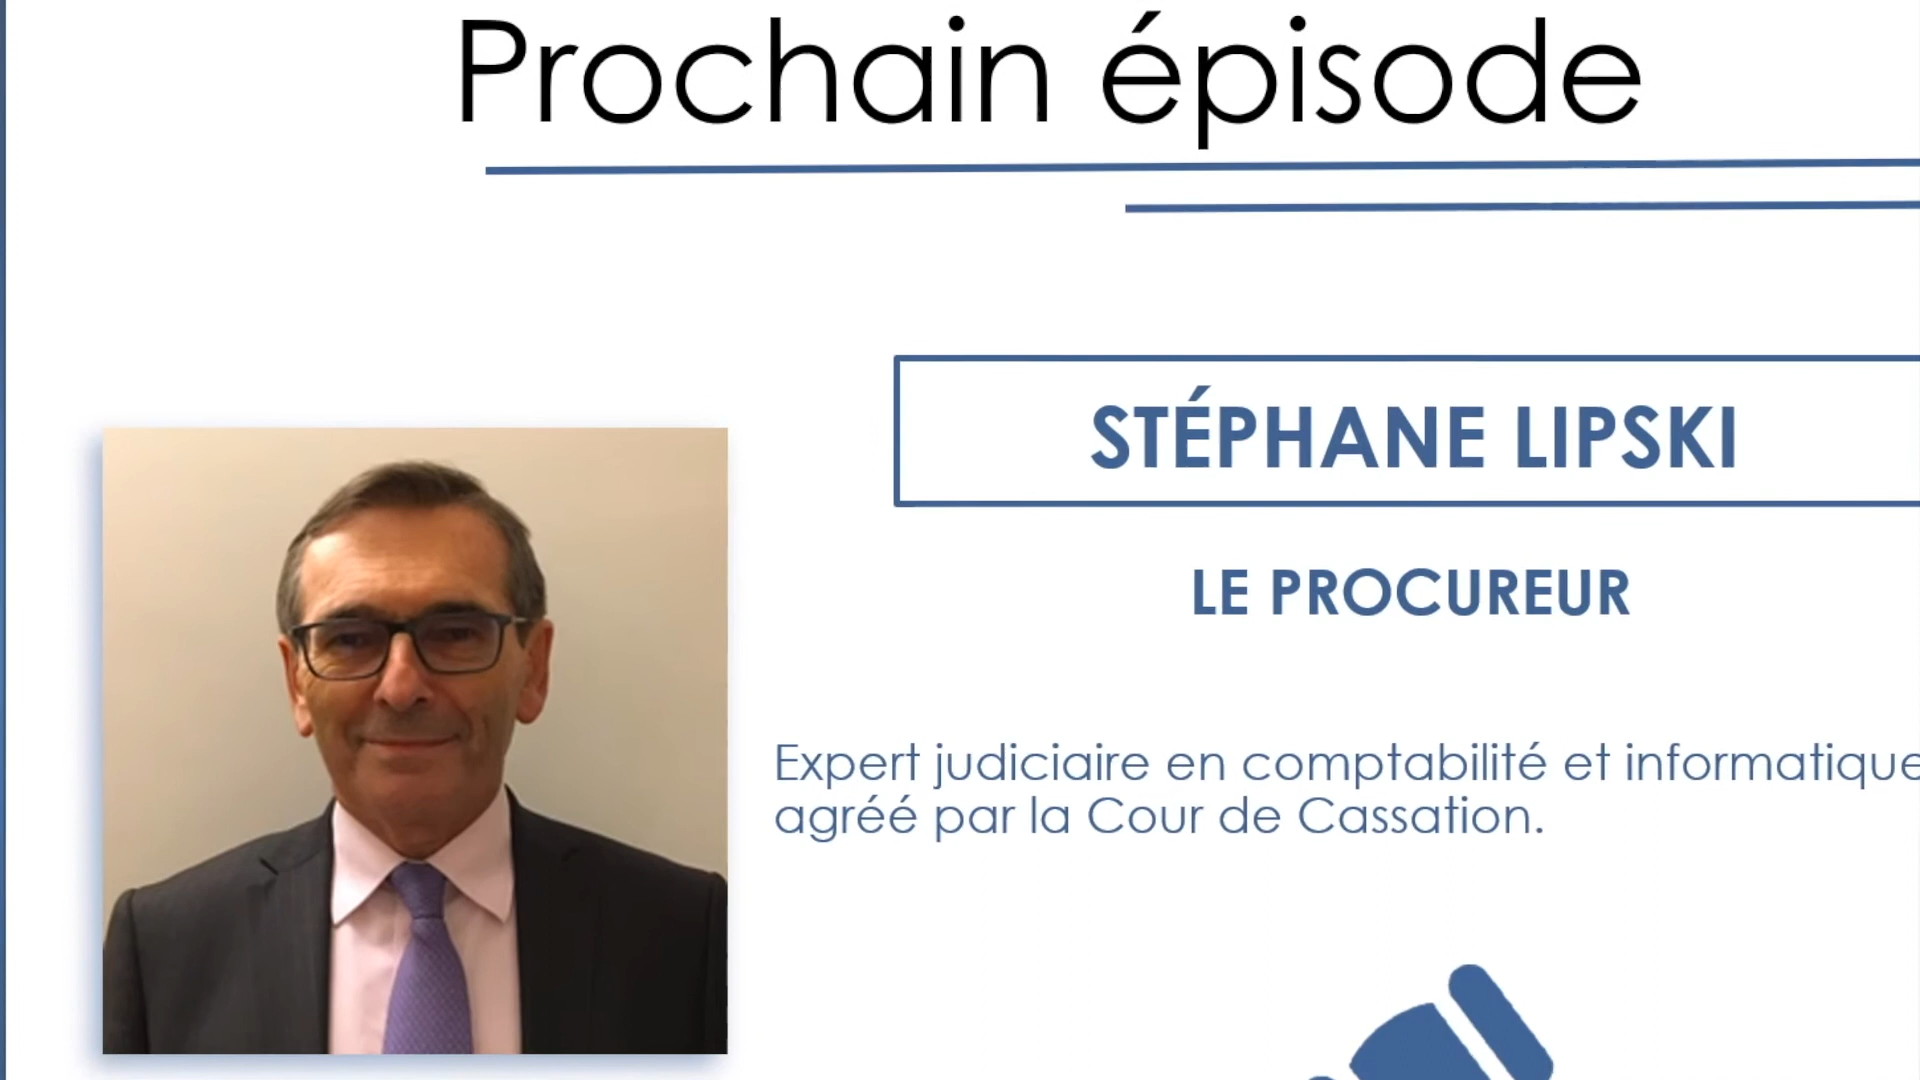 Prochain épisode
STÉPHANE LIPSKI
LE PROCUREUR
Expert judiciaire en comptabilité et informatique
agréé par la Cour de Cassation.